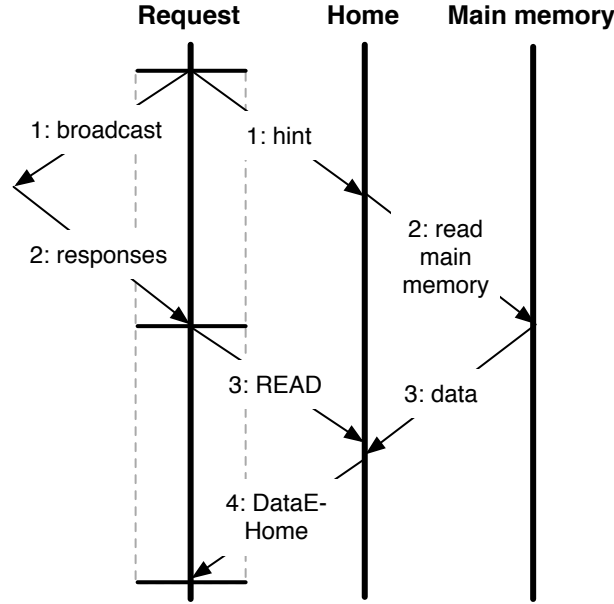 Request Home Main memory
1: broadcast
1: hint
2: read
main
memory
2: responses
3: READ
3: data
4: DataE-
Home